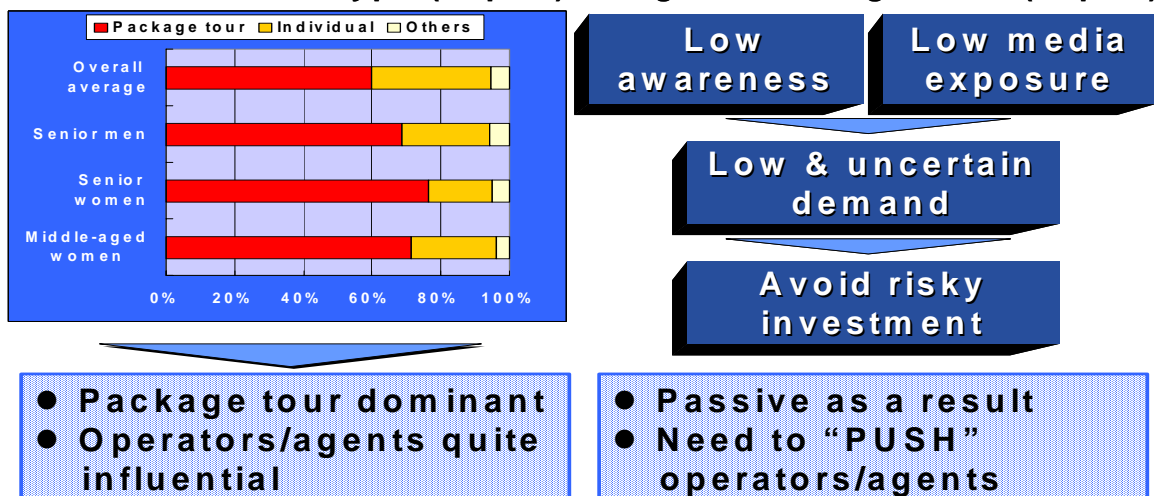 Package tour Individual Others
Overall
average
Senior men
Senior
women
Middle-aged
women
0% 20% 40% 60% 80% 100%
Low
awareness
Low media
exposure
Low & uncertain
demand
Avoid risky
investment
● Package tour dominant
● Operators/agents quite
influential
● Passive as a result
● Need to “PUSH”
operators/agents